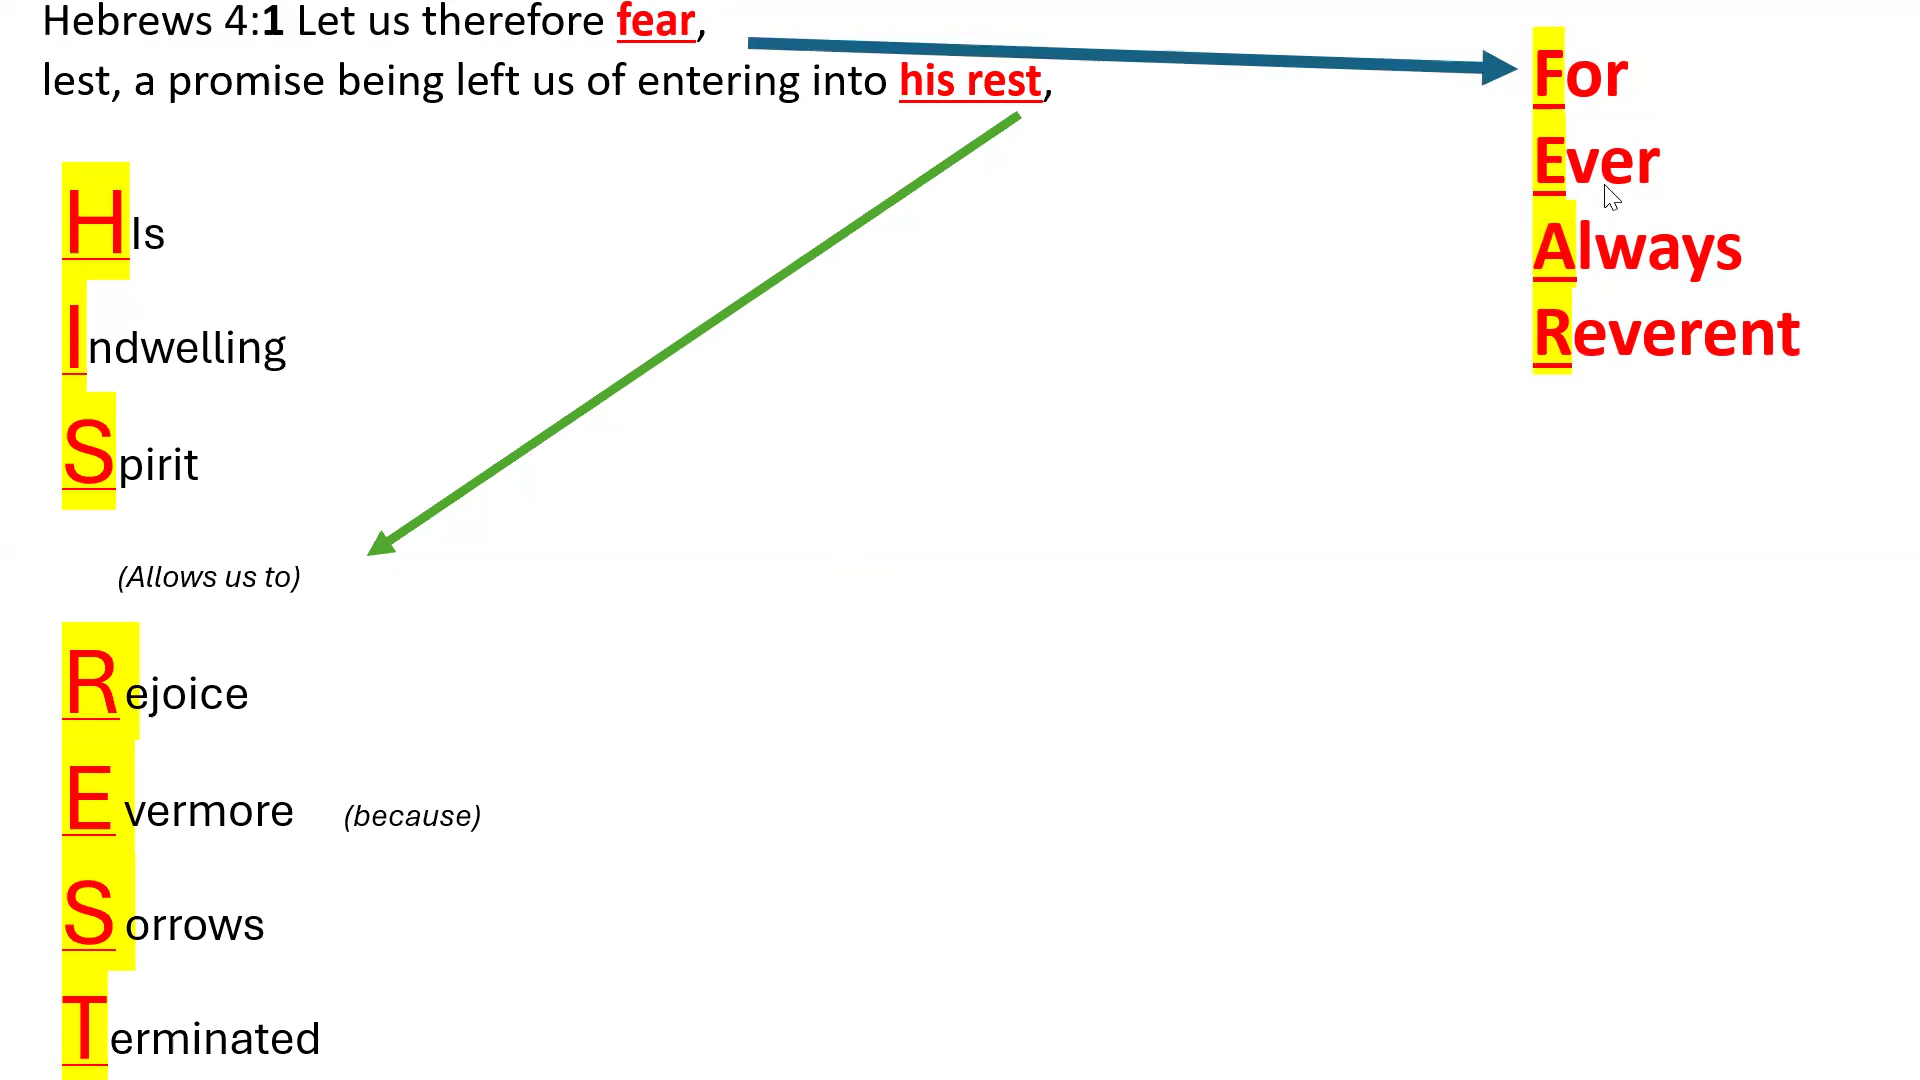 Hebrews 4:1 Let us therefore fear,
lest, a promise being left us of entering into his rest,
HIs
Indwelling
Spirit
(Allows us to)
Rejoice
Evermore (because)
Sorrows
Terminated
For
Ever
Always
Reverent